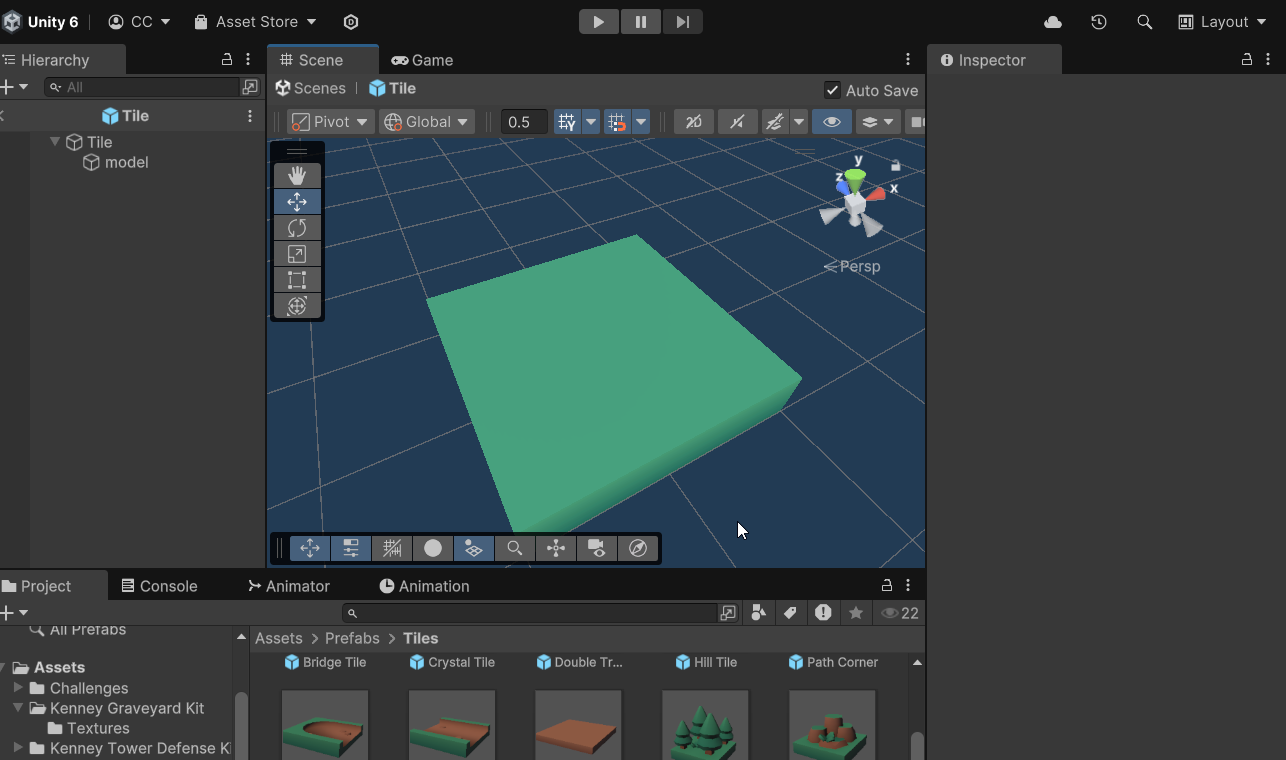 Unity 6 CC Asset Store Layout
Hierarchy Scene Game Inspector
All Scenes Tile Auto Save
Tile Pivot Global 0.5 2D
Tile
model
y
z x
Persp
Project Console Animator Animation
22
All Prefabs Assets > Prefabs > Tiles
Bridge Tile Crystal Tile Double Tr... Hill Tile Path Corner
Assets
Challenges
Kenney Graveyard Kit
Textures
Kenney Tower Defense Ki